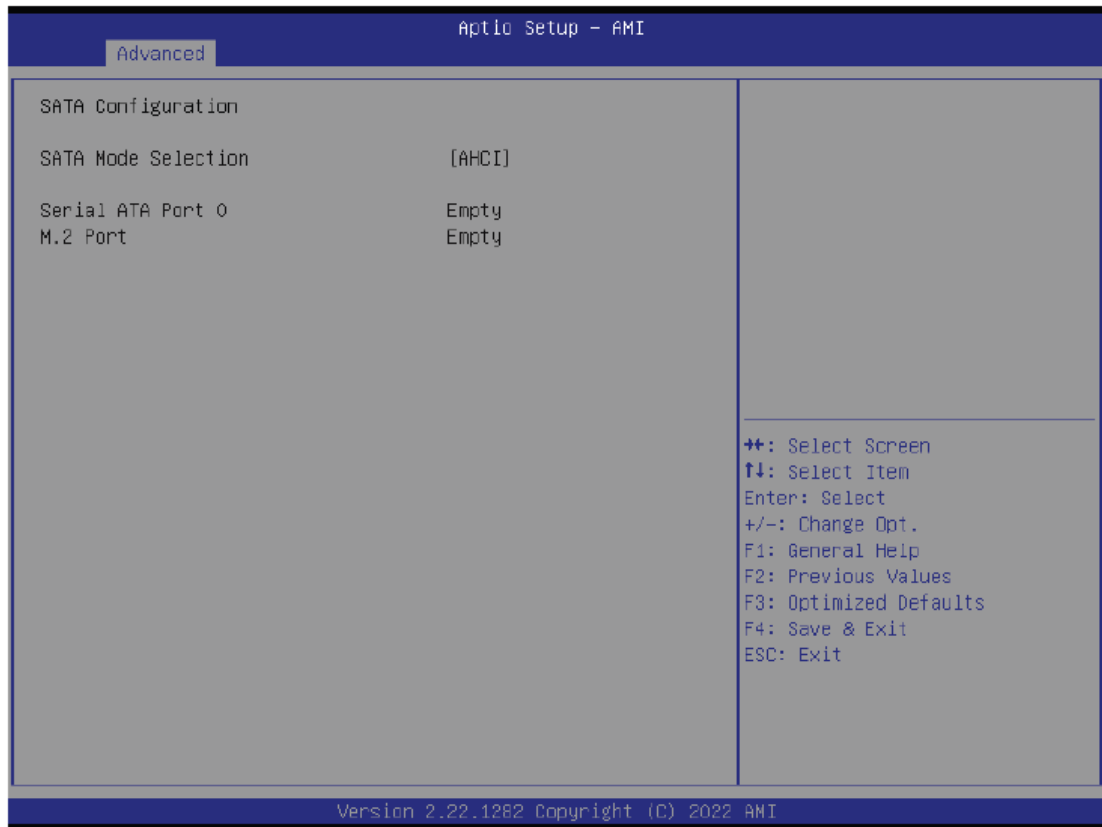 Aptio Setup – AMI
Advanced
SATA Configuration
SATA Mode Selection [AHCI]
Serial ATA Port 0 Empty
M.2 Port Empty
→←: Select Screen
↑↓: Select Item
Enter: Select
+/-: Change Opt.
F1: General Help
F2: Previous Values
F3: Optimized Defaults
F4: Save & Exit
ESC: Exit
Version 2.22.1282 Copyright (C) 2022 AMI